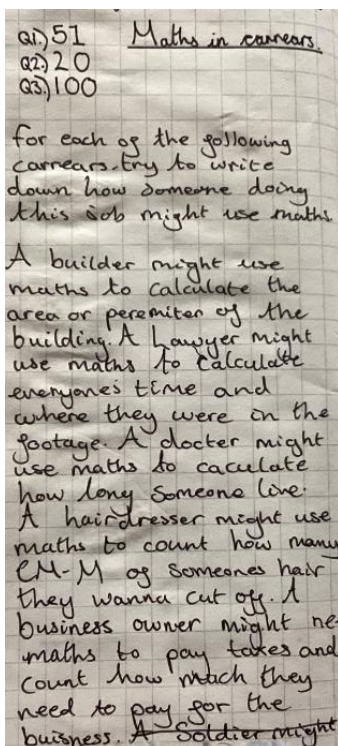 Q1.) 51 Maths in carrears.
Q2.) 20
Q3.) 100
for each of the following
carrears. try to write
down how someone doing
this job might use maths.
A builder might use
maths to calculate the
area or peremiter of the
building. A Lawyer might
use maths to calculate
everyone's time and
where they were in the
footage. A docter might
use maths to caculate
how long someone live.
A hairdresser might use
maths to count how many
CM-M of someones hair
they wanna cut off. A
business owner might ne
maths to pay taxes and
count how much they
need to pay for the
buisness. A Soldier might